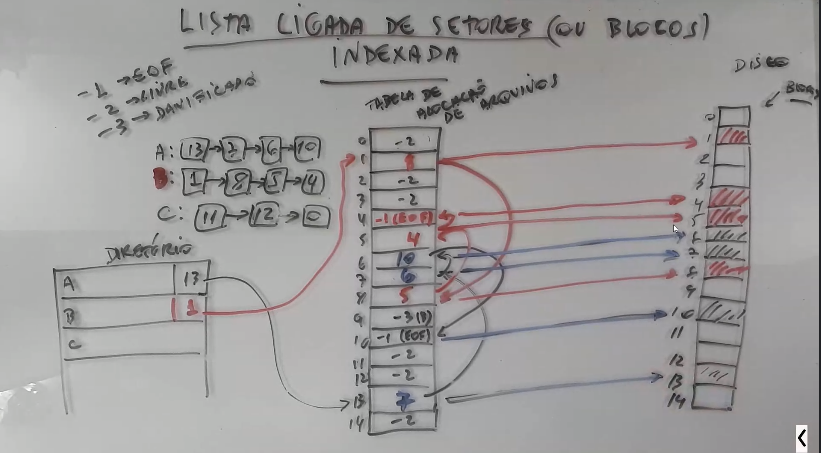 LISTA LIGADA DE SETORES (OU BLOCOS)
INDEXADA
-1 → EOF
-2 → LIVRE
-3 → DANIFICADO
A: 13 → 7 → 6 → 10
B: 1 → 8 → 5 → 4
C: 11 → 12 → 0
DIRETÓRIO
A 13
B 1
C
TABELA DE
ALOCAÇÃO
DE ARQUIVOS
0 -2
1 8
2 -2
3 -2
4 -1 (EOF)
5 4
6 10
7 6
8 5
9 -3 (D)
10 -1 (EOF)
11 -2
12 -2
13 7
14 -2
DISCO
0
1
2
3
4
5
6
7
8
9
10
11
12
13
14